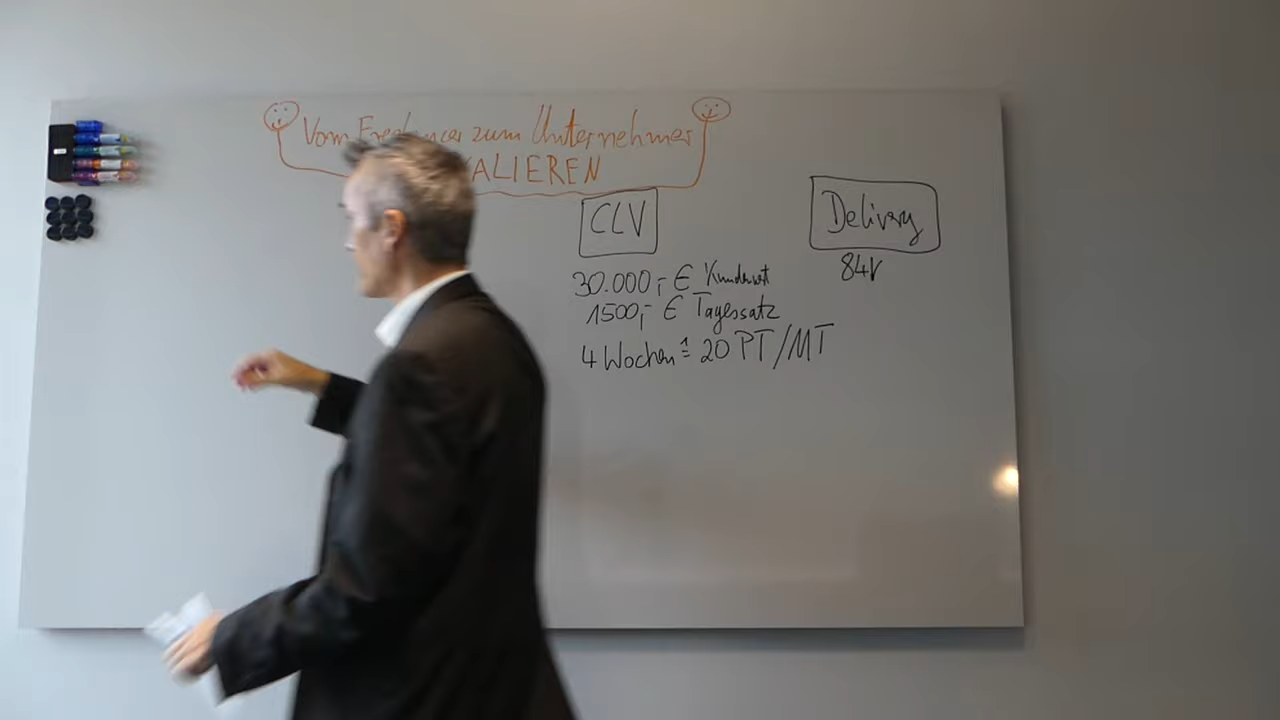 Vom Freelancer zum Unternehmer
ALIEREN
CLV
30.000,- € Kundenwert
1500,- € Tagessatz
4 Wochen ≙ 20 PT/MT
Delivery
84V